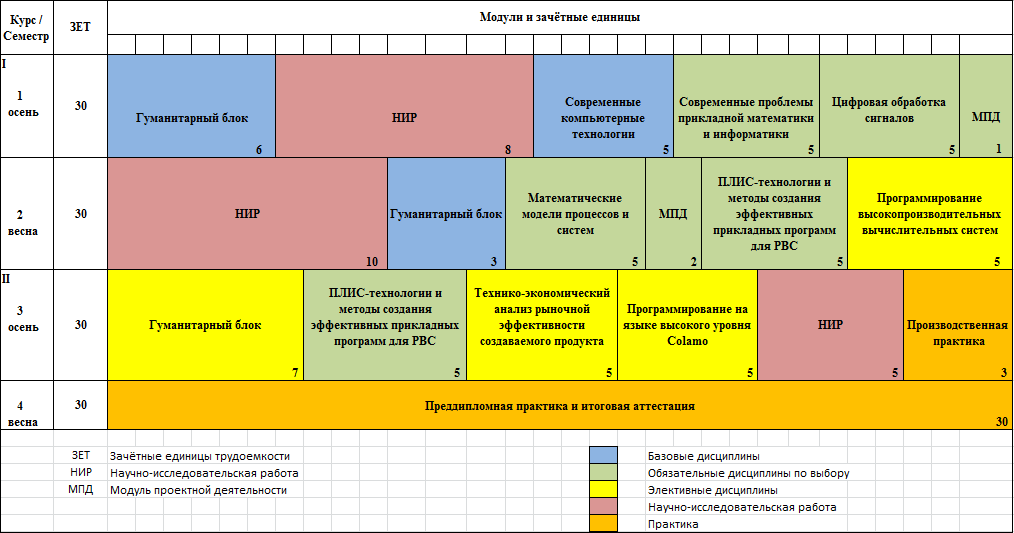 Курс /
Семестр
ЗЕТ
Модули и зачётные единицы
I
1
осень
30
Гуманитарный блок
6
НИР
8
Современные
компьютерные
технологии
5
Современные проблемы
прикладной математики
и информатики
5
Цифровая обработка
сигналов
5
МПД
1
2
весна
30
НИР
10
Гуманитарный блок
3
Математические
модели процессов и
систем
5
МПД
2
ПЛИС-технологии и
методы создания
эффективных
прикладных программ
для РВС
5
Программирование
высокопроизводительных
вычислительных систем
5
II
3
осень
30
Гуманитарный блок
7
ПЛИС-технологии и
методы создания
эффективных прикладных
программ для РВС
5
Технико-экономический
анализ рыночной
эффективности
создаваемого продукта
5
Программирование на
языке высокого уровня
Colamo
5
НИР
5
Производственная
практика
3
4
весна
30
Преддипломная практика и итоговая аттестация
30
ЗЕТ Зачётные единицы трудоемкости
НИР Научно-исследовательская работа
МПД Модуль проектной деятельности
Базовые дисциплины
Обязательные дисциплины по выбору
Элективные дисциплины
Научно-исследовательская работа
Практика